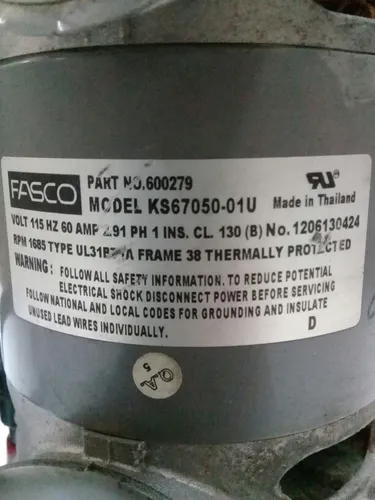 FASCO
PART NO.600279
MODEL KS67050-01U
Made in Thailand
VOLT 115 HZ 60 AMP 2.91 PH 1 INS. CL. 130 (B) No. 1206130424
RPM 1685 TYPE FRAME 38 THERMALLY PROTECTED
WARNING: FOLLOW ALL SAFETY INFORMATION. TO REDUCE POTENTIAL
ELECTRICAL SHOCK DISCONNECT POWER BEFORE SERVICING
FOLLOW NATIONAL AND LOCAL CODES FOR GROUNDING AND INSULATE
UNUSED LEAD WIRES INDIVIDUALLY.
D
Q.A.
5